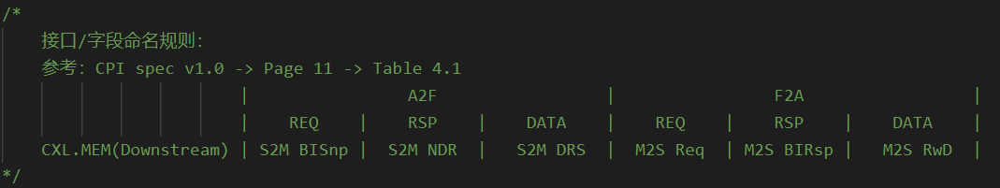 /*
接口/字段命名规则:
参考: CPI spec v1.0 -> Page 11 -> Table 4.1
| A2F | F2A |
| REQ | RSP | DATA | REQ | RSP | DATA |
CXL.MEM(Downstream) | S2M BISnp | S2M NDR | S2M DRS | M2S Req | M2S BIRsp | M2S RwD |
*/